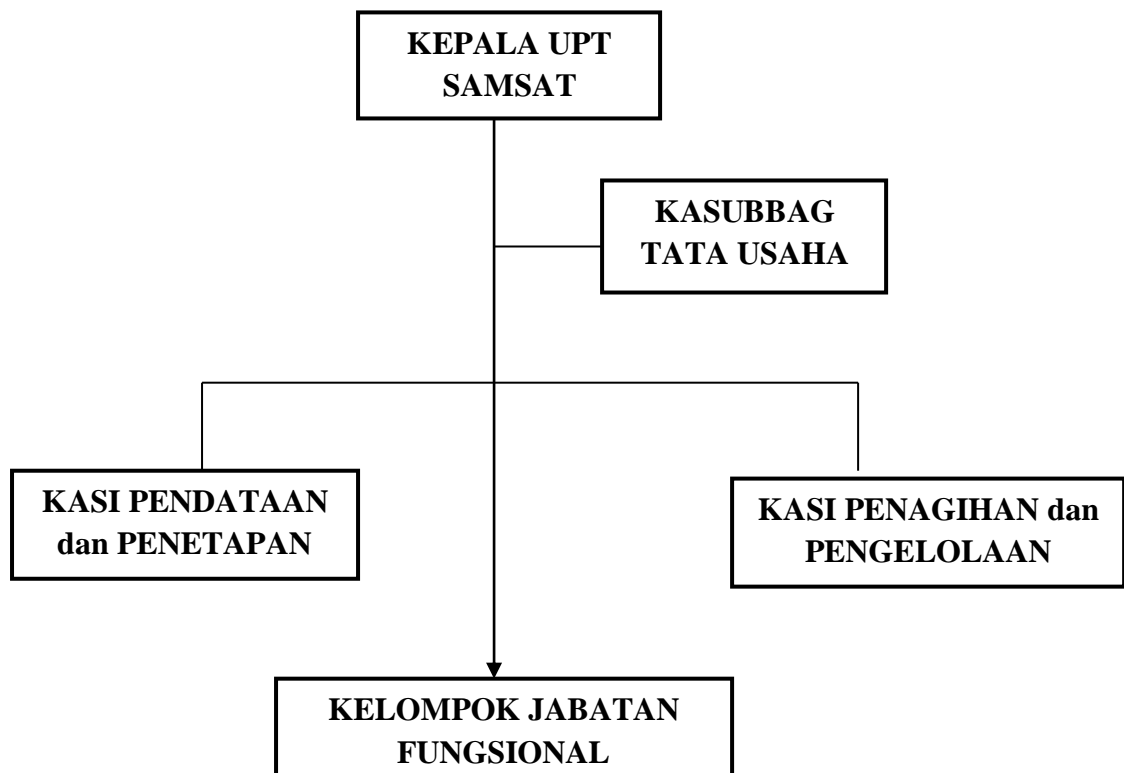 KEPALA UPT
SAMSAT
KASUBBAG
TATA USAHA
KASI PENDATAAN
dan PENETAPAN
KASI PENAGIHAN dan
PENGELOLAAN
KELOMPOK JABATAN
FUNGSIONAL